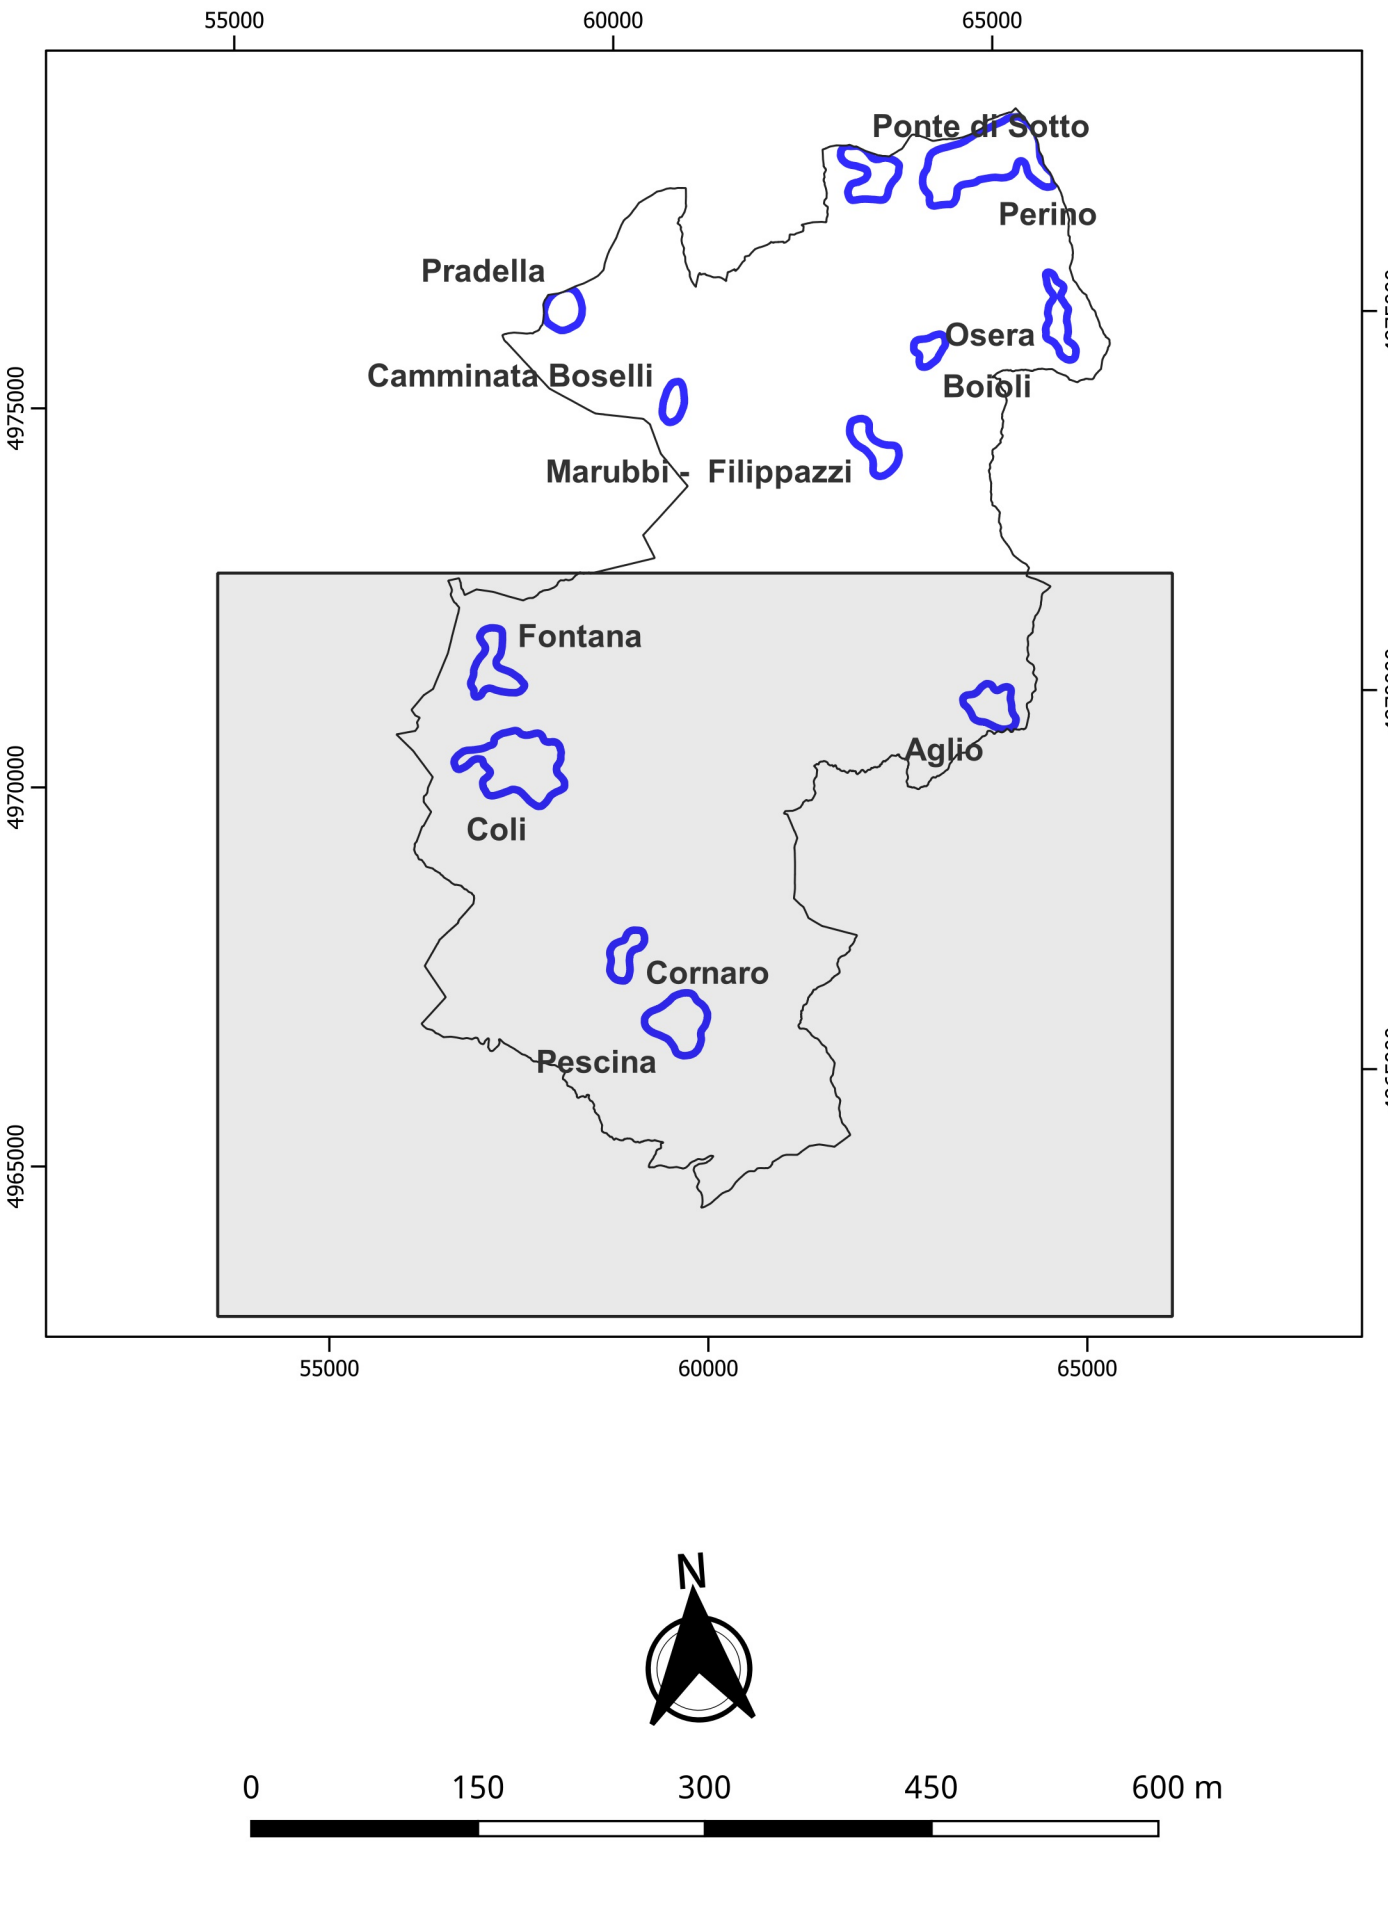 55000 60000 65000
Ponte di Sotto
Perino
Pradella
Osera
Camminata Boselli
Boioli
4975000
Marubbi - Filippazzi
Fontana
Aglio
4970000
Coli
Cornaro
Pescina
4965000
55000 60000 65000
N
0 150 300 450 600 m